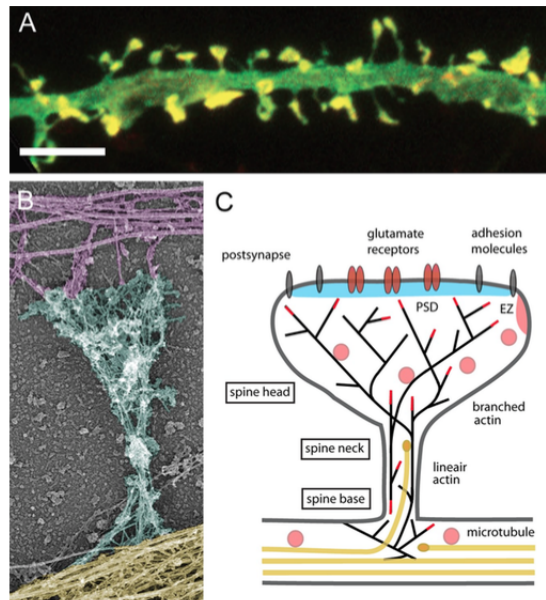 A
B
C
postsynapse
glutamate
receptors
adhesion
molecules
PSD
EZ
spine head
branched
actin
spine neck
lineair
actin
spine base
microtubule